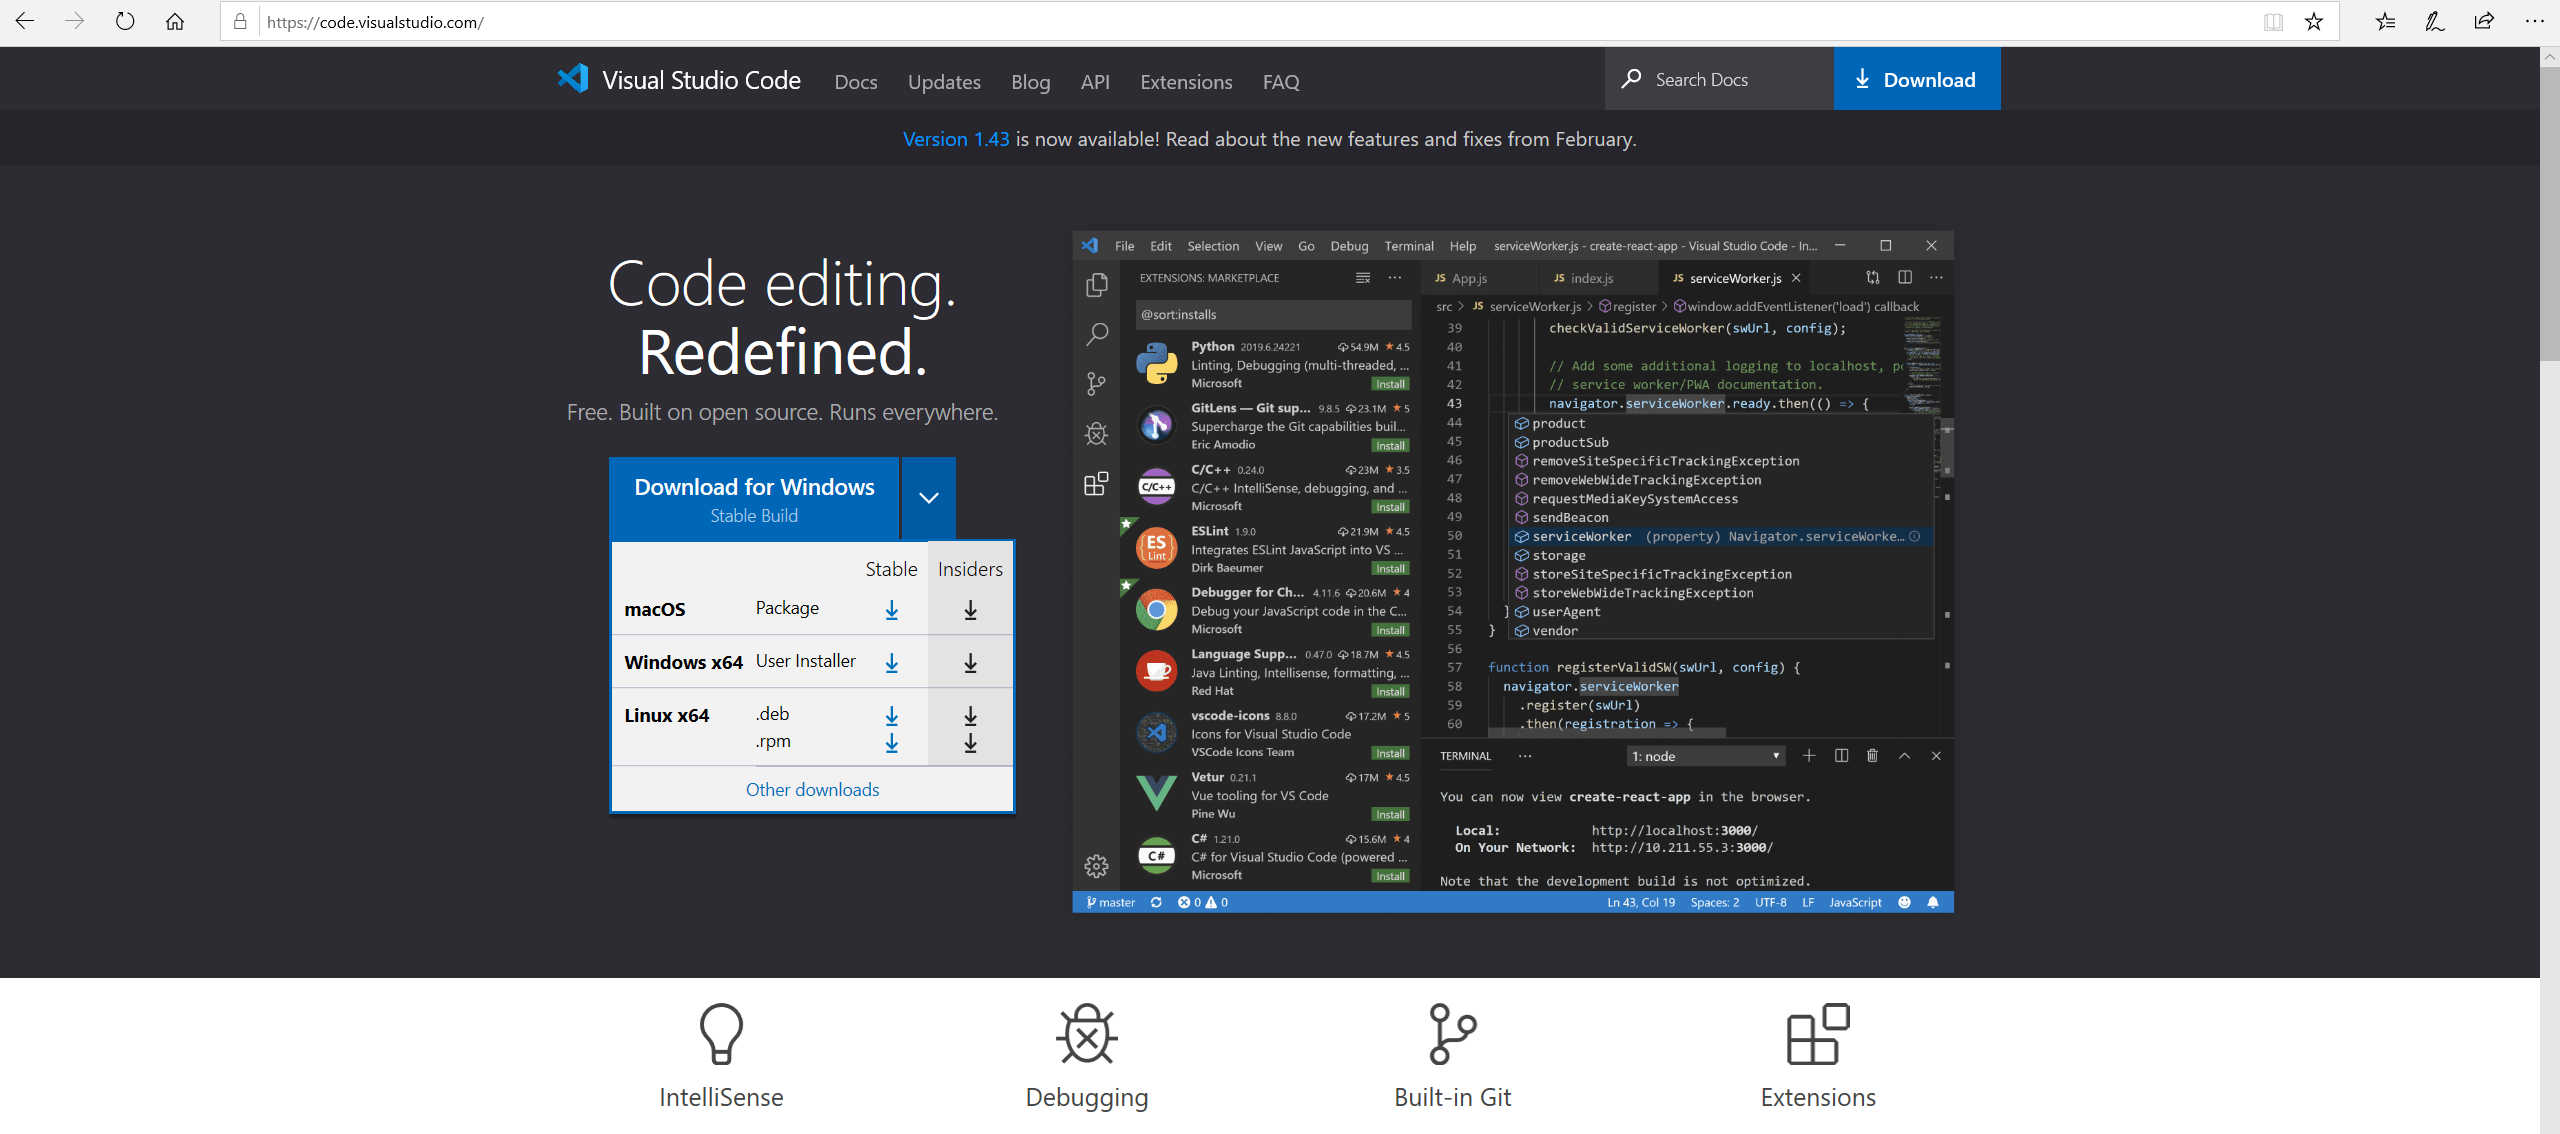 https://code.visualstudio.com/
Visual Studio Code Docs Updates Blog API Extensions FAQ Search Docs Download
Version 1.43 is now available! Read about the new features and fixes from February.
Code editing.
Redefined.
Free. Built on open source. Runs everywhere.
Download for Windows
Stable Build
Stable Insiders
macOS Package
Windows x64 User Installer
Linux x64 .deb
.rpm
Other downloads
File Edit Selection View Go Debug Terminal Help serviceWorker.js - create-react-app - Visual Studio Code - In...
EXTENSIONS: MARKETPLACE
@sort:installs
Python 2019.6.24221 54.9M 4.5
Linting, Debugging (multi-threaded, ...
Microsoft Install
GitLens — Git sup... 9.8.5 23.1M 5
Supercharge the Git capabilities buil...
Eric Amodio Install
C/C++ 0.24.0 23M 3.5
C/C++ C/C++ IntelliSense, debugging, and ...
Microsoft Install
ESLint 1.9.0 21.9M 4.5
ES Lint Integrates ESLint JavaScript into VS ...
Dirk Baeumer Install
Debugger for Ch... 4.11.6 20.6M 4
Debug your JavaScript code in the C...
Microsoft Install
Language Supp... 0.47.0 18.7M 4.5
Java Linting, Intellisense, formatting, ...
Red Hat Install
vscode-icons 8.8.0 17.2M 5
Icons for Visual Studio Code
VSCode Icons Team Install
Vetur 0.21.1 17M 4.5
Vue tooling for VS Code
Pine Wu Install
C# 1.21.0 15.6M 4
C# C# for Visual Studio Code (powered ...
Microsoft Install
JS App.js JS index.js JS serviceWorker.js
src > JS serviceWorker.js > register > window.addEventListener('load') callback
39 checkValidServiceWorker(swUrl, config);
40
41 // Add some additional logging to localhost, po
42 // service worker/PWA documentation.
43 navigator.serviceWorker.ready.then(() => {
44 product
45 productSub
46 removeSiteSpecificTrackingException
47 removeWebWideTrackingException
48 requestMediaKeySystemAccess
49 sendBeacon
50 serviceWorker (property) Navigator.serviceWorke...
51 storage
52 storeSiteSpecificTrackingException
53 storeWebWideTrackingException
54 } userAgent
55 } vendor
56
57 function registerValidSW(swUrl, config) {
58 navigator.serviceWorker
59 .register(swUrl)
60 .then(registration => {
TERMINAL ... 1: node
You can now view create-react-app in the browser.
Local: http://localhost:3000/
On Your Network: http://10.211.55.3:3000/
Note that the development build is not optimized.
master 0 0 Ln 43, Col 19 Spaces: 2 UTF-8 LF JavaScript
IntelliSense Debugging Built-in Git Extensions